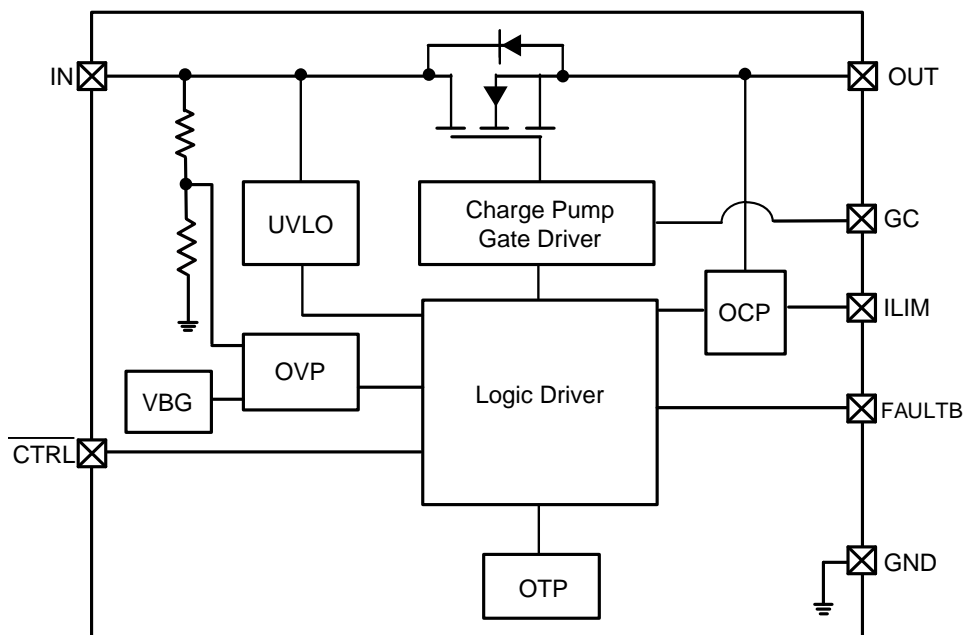 IN
OUT
UVLO
Charge Pump
Gate Driver
GC
OCP
ILIM
OVP
VBG
Logic Driver
FAULTB
CTRL
OTP
GND